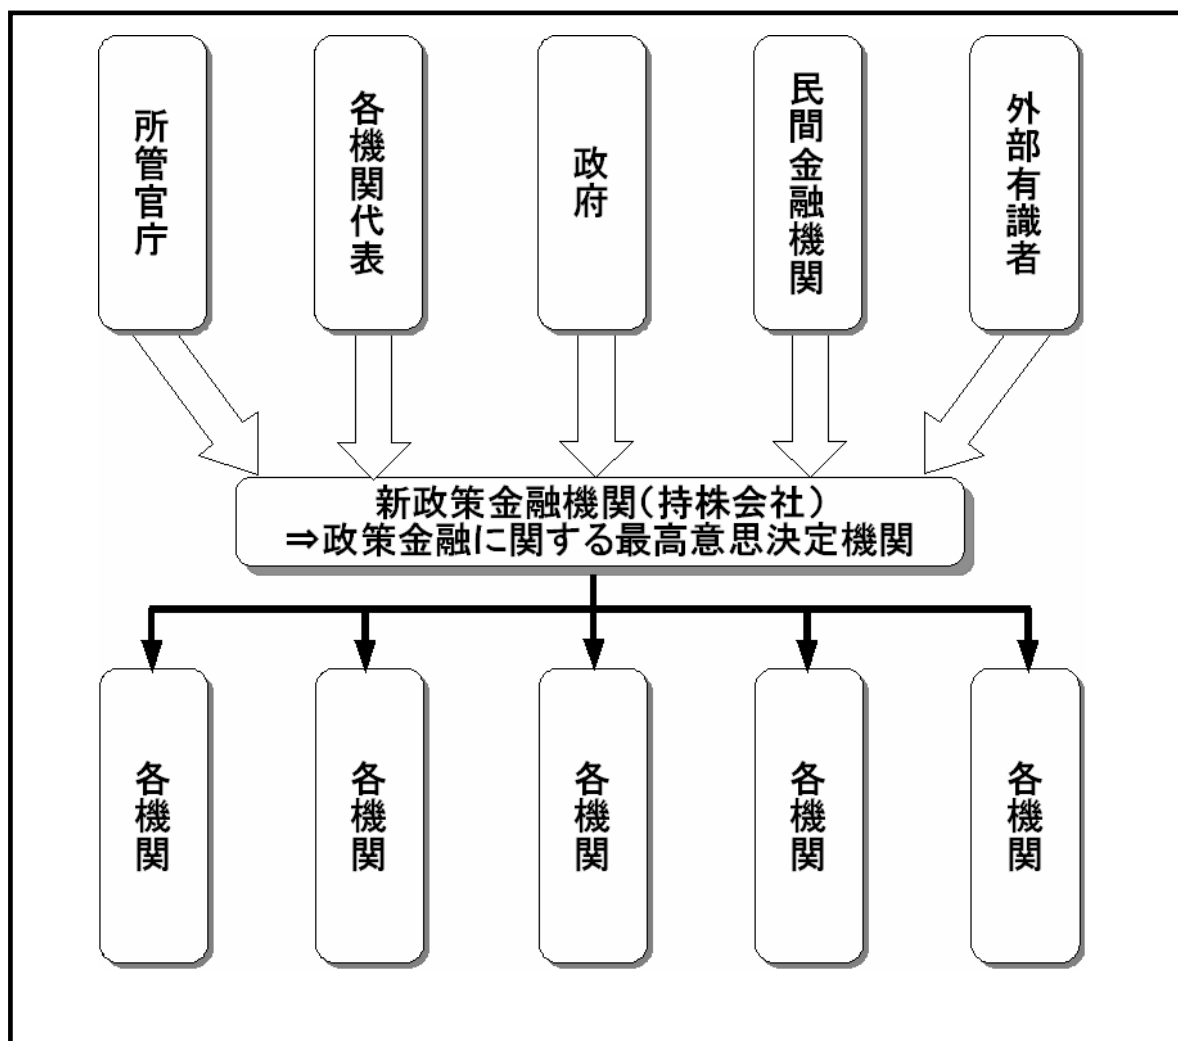 所管官庁
各機関代表
政府
民間金融機関
外部有識者
新政策金融機関(持株会社)
⇒政策金融に関する最高意思決定機関
各機関
各機関
各機関
各機関
各機関